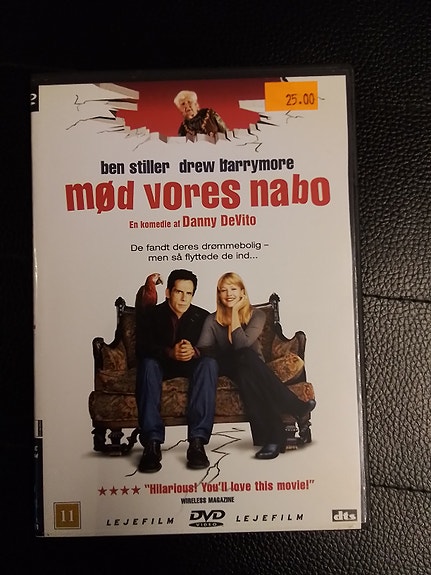 25.00
ben stiller drew barrymore
mød vores nabo
En komedie af Danny DeVito
De fandt deres drømmebolig –
men så flyttede de ind...
★★★★ "Hilarious! You'll love this movie!"
WIRELESS MAGAZINE
11 LEJEFILM DVD VIDEO LEJEFILM dts